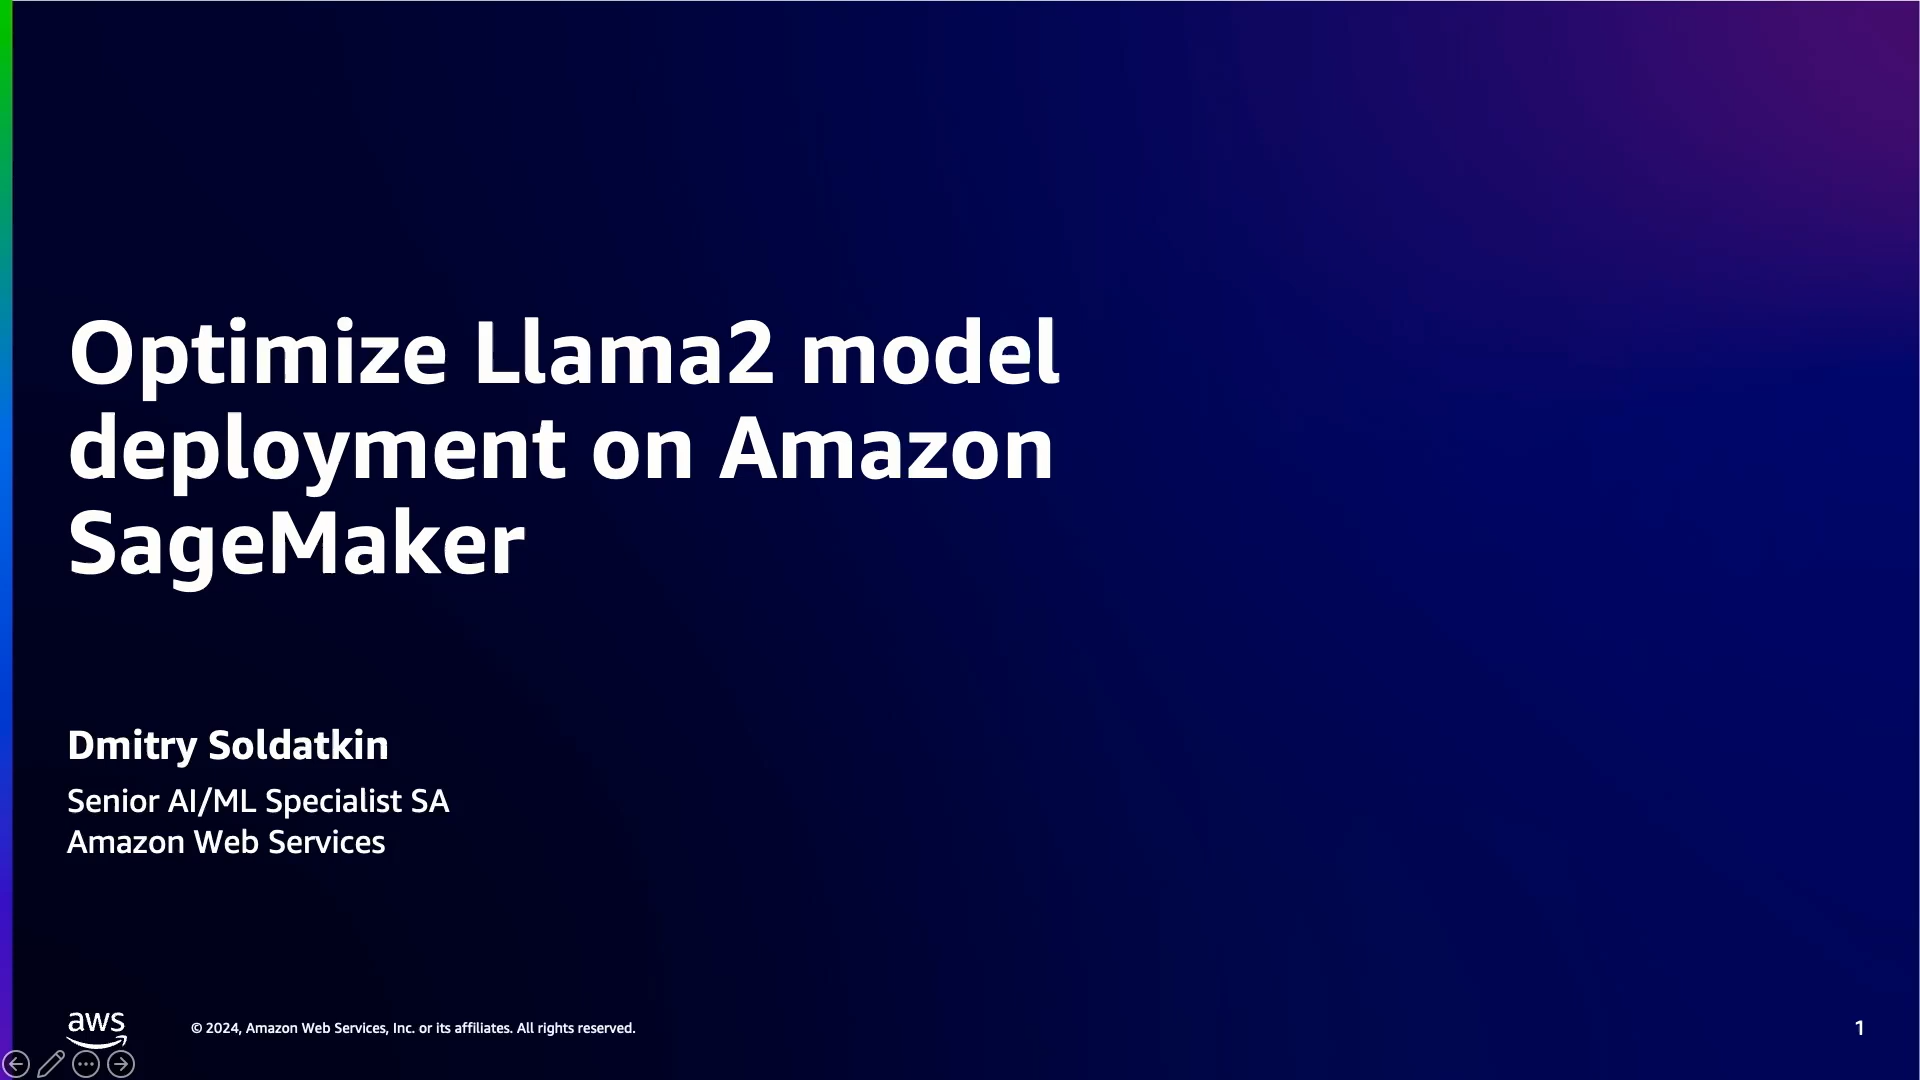 Optimize Llama2 model
deployment on Amazon
SageMaker
Dmitry Soldatkin
Senior AI/ML Specialist SA
Amazon Web Services
aws
© 2024, Amazon Web Services, Inc. or its affiliates. All rights reserved.
1